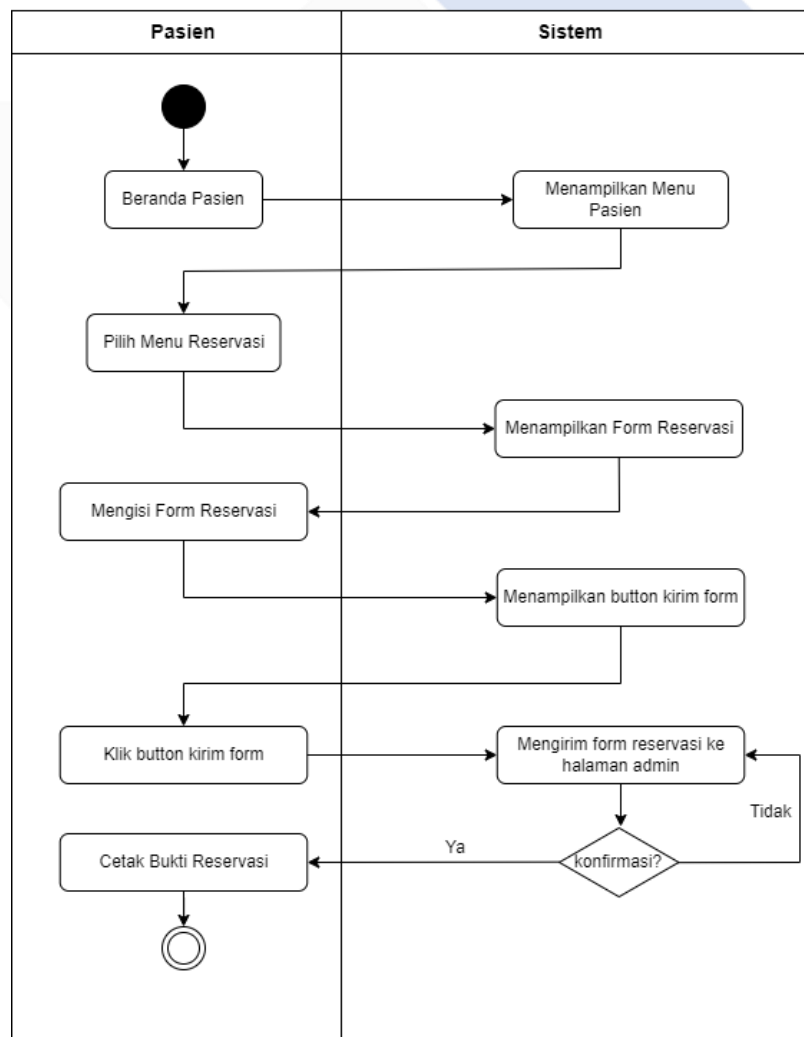 Pasien
Sistem
Beranda Pasien
Menampilkan Menu
Pasien
Pilih Menu Reservasi
Menampilkan Form Reservasi
Mengisi Form Reservasi
Menampilkan button kirim form
Klik button kirim form
Mengirim form reservasi ke
halaman admin
Tidak
Cetak Bukti Reservasi
Ya
konfirmasi?